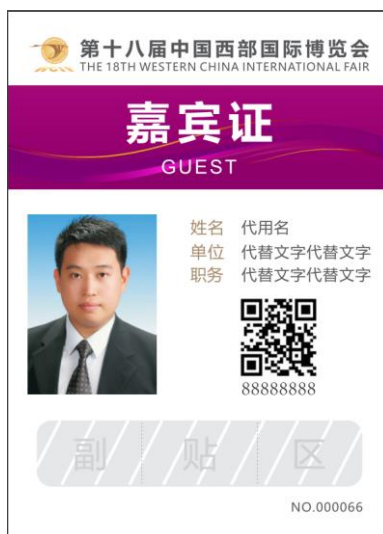 第十八届中国西部国际博览会
THE 18TH WESTERN CHINA INTERNATIONAL FAIR
嘉宾证
GUEST
姓名 代用名
单位 代替文字代替文字
职务 代替文字代替文字
88888888
副 贴 区
NO.000066